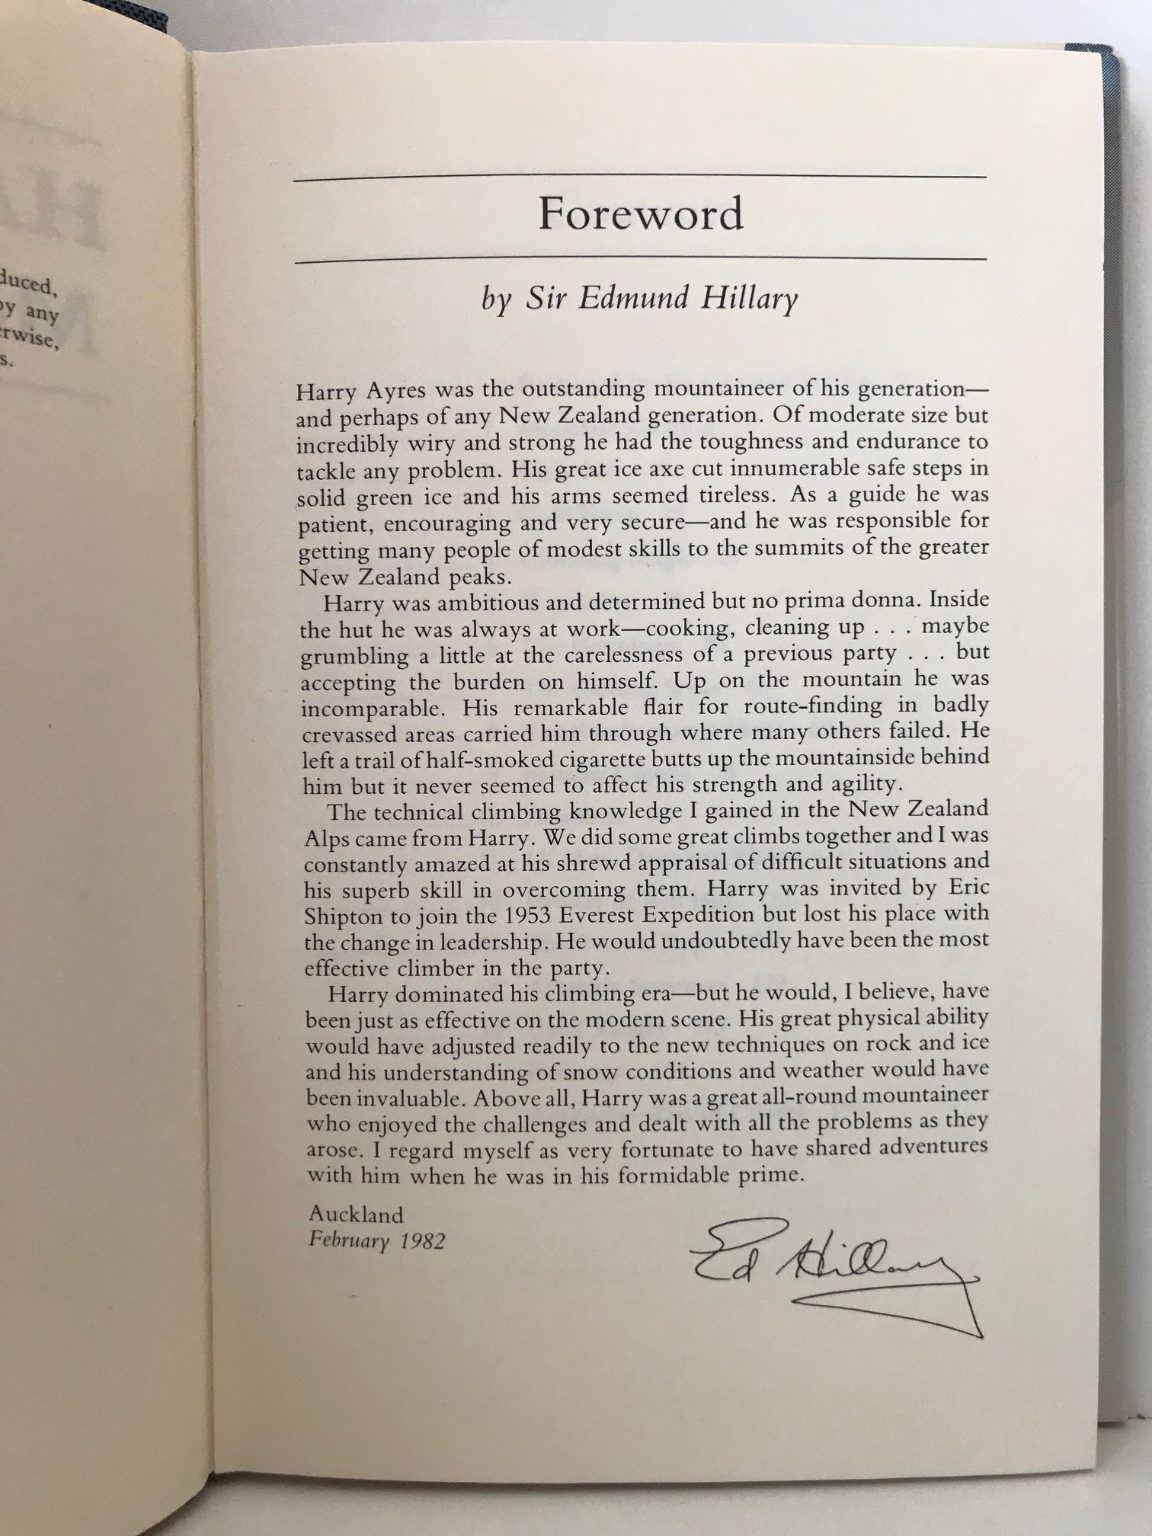 duced,
by any
rwise,
s.
Foreword
by Sir Edmund Hillary
Harry Ayres was the outstanding mountaineer of his generation—
and perhaps of any New Zealand generation. Of moderate size but
incredibly wiry and strong he had the toughness and endurance to
tackle any problem. His great ice axe cut innumerable safe steps in
solid green ice and his arms seemed tireless. As a guide he was
patient, encouraging and very secure—and he was responsible for
getting many people of modest skills to the summits of the greater
New Zealand peaks.
Harry was ambitious and determined but no prima donna. Inside
the hut he was always at work—cooking, cleaning up . . . maybe
grumbling a little at the carelessness of a previous party . . . but
accepting the burden on himself. Up on the mountain he was
incomparable. His remarkable flair for route-finding in badly
crevassed areas carried him through where many others failed. He
left a trail of half-smoked cigarette butts up the mountainside behind
him but it never seemed to affect his strength and agility.
The technical climbing knowledge I gained in the New Zealand
Alps came from Harry. We did some great climbs together and I was
constantly amazed at his shrewd appraisal of difficult situations and
his superb skill in overcoming them. Harry was invited by Eric
Shipton to join the 1953 Everest Expedition but lost his place with
the change in leadership. He would undoubtedly have been the most
effective climber in the party.
Harry dominated his climbing era—but he would, I believe, have
been just as effective on the modern scene. His great physical ability
would have adjusted readily to the new techniques on rock and ice
and his understanding of snow conditions and weather would have
been invaluable. Above all, Harry was a great all-round mountaineer
who enjoyed the challenges and dealt with all the problems as they
arose. I regard myself as very fortunate to have shared adventures
with him when he was in his formidable prime.
Auckland
February 1982
Ed Hillary